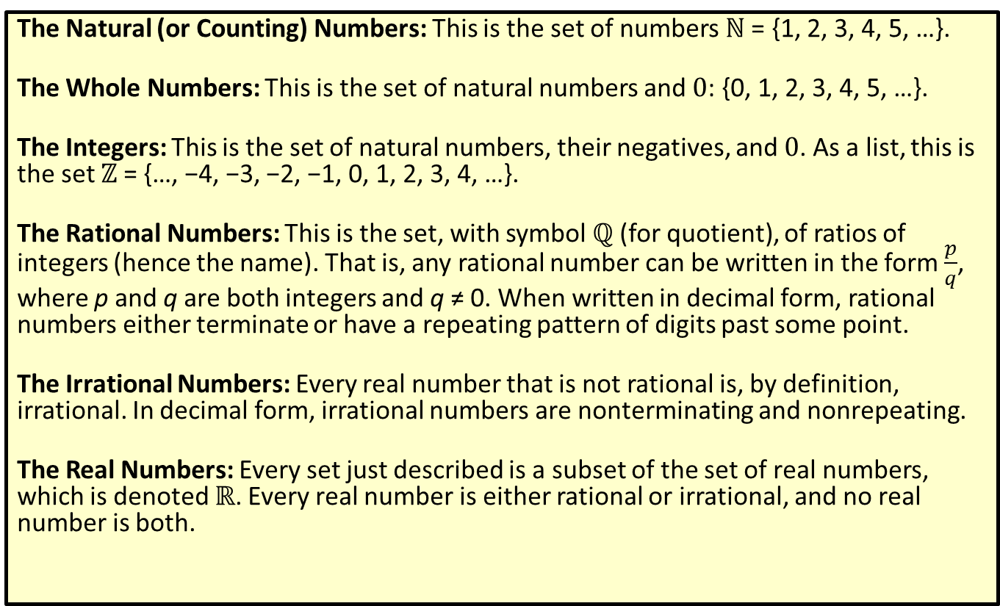 The Natural (or Counting) Numbers: This is the set of numbers ℕ = {1, 2, 3, 4, 5, …}.
The Whole Numbers: This is the set of natural numbers and 0: {0, 1, 2, 3, 4, 5, …}.
The Integers: This is the set of natural numbers, their negatives, and 0. As a list, this is
the set ℤ = {…, −4, −3, −2, −1, 0, 1, 2, 3, 4, …}.
The Rational Numbers: This is the set, with symbol ℚ (for quotient), of ratios of
integers (hence the name). That is, any rational number can be written in the form p/q,
where p and q are both integers and q ≠ 0. When written in decimal form, rational
numbers either terminate or have a repeating pattern of digits past some point.
The Irrational Numbers: Every real number that is not rational is, by definition,
irrational. In decimal form, irrational numbers are nonterminating and nonrepeating.
The Real Numbers: Every set just described is a subset of the set of real numbers,
which is denoted ℝ. Every real number is either rational or irrational, and no real
number is both.